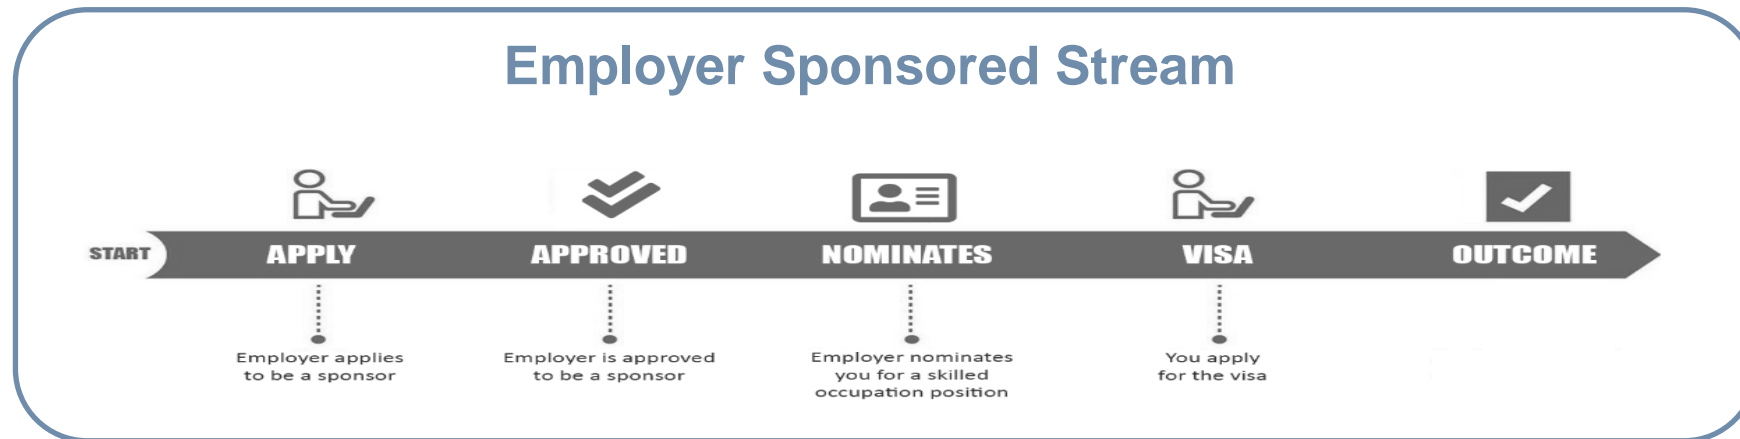 Employer Sponsored Stream
START
APPLY
APPROVED
NOMINATES
VISA
OUTCOME
Employer applies
to be a sponsor
Employer is approved
to be a sponsor
Employer nominates
you for a skilled
occupation position
You apply
for the visa